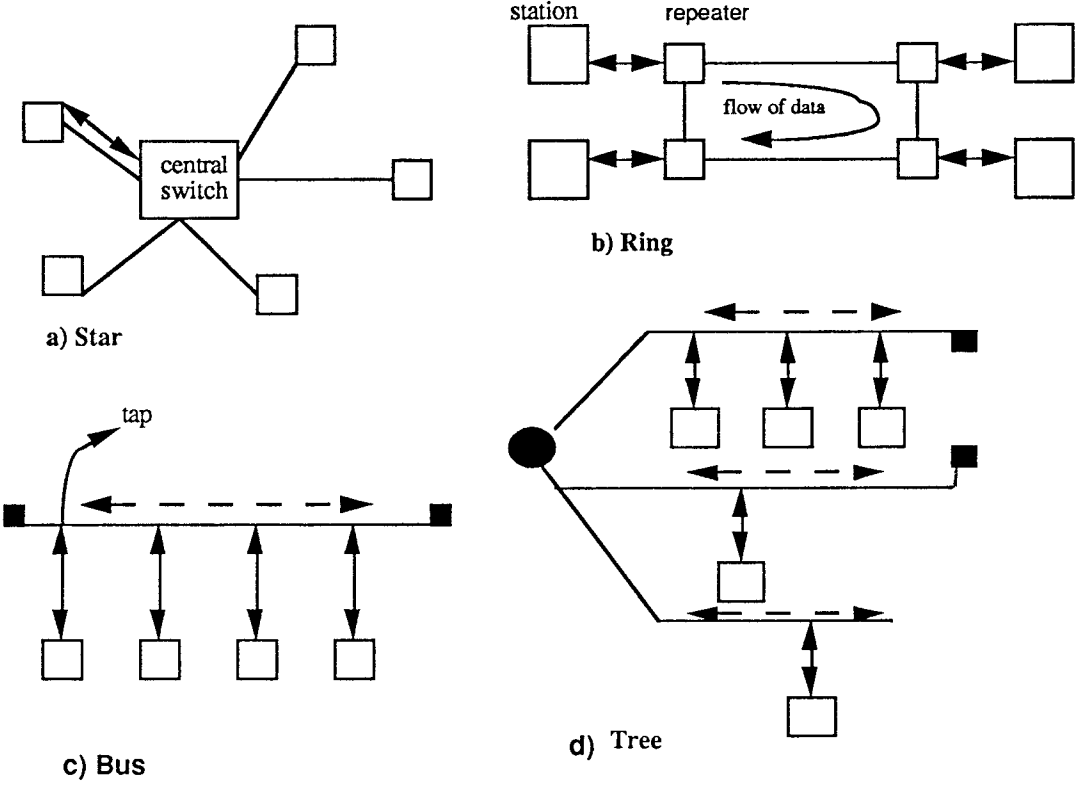 station
repeater
flow of data
central
switch
b) Ring
a) Star
tap
c) Bus
d) Tree